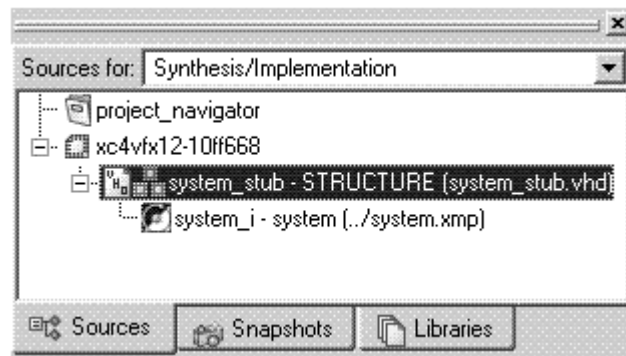 Sources for: Synthesis/Implementation
project_navigator
xc4vfx12-10ff668
system_stub - STRUCTURE (system_stub.vhd)
system_i - system (../system.xmp)
Sources Snapshots Libraries